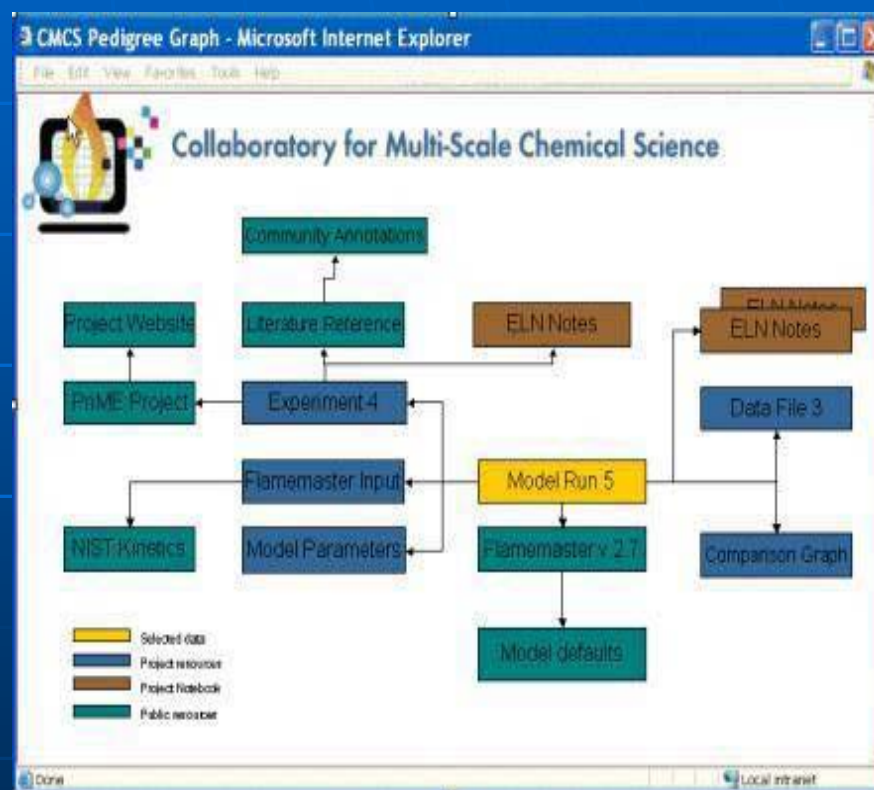 CMCS Pedigree Graph - Microsoft Internet Explorer
File Edit View Favorites Tools Help
Collaboratory for Multi-Scale Chemical Science
Community Annotations
Project Website
Literature Reference
ELN Notes
ELN Notes
ELN Notes
PrIME Project
Experiment 4
Data File 3
Flamemaster Input
Model Run 5
NIST Kinetics
Model Parameters
Flamemaster v 2.7
Comparison Graph
Model defaults
Selected data
Project resources
Project Notebook
Public resources
Done
Local intranet